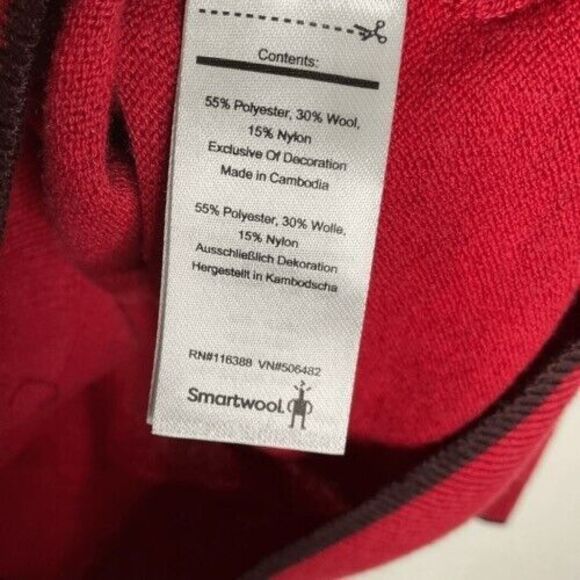 Contents:
55% Polyester, 30% Wool,
15% Nylon
Exclusive Of Decoration
Made in Cambodia
55% Polyester, 30% Wolle,
15% Nylon
Ausschließlich Dekoration
Hergestellt in Kambodscha
RN#116388 VN#506482
Smartwool